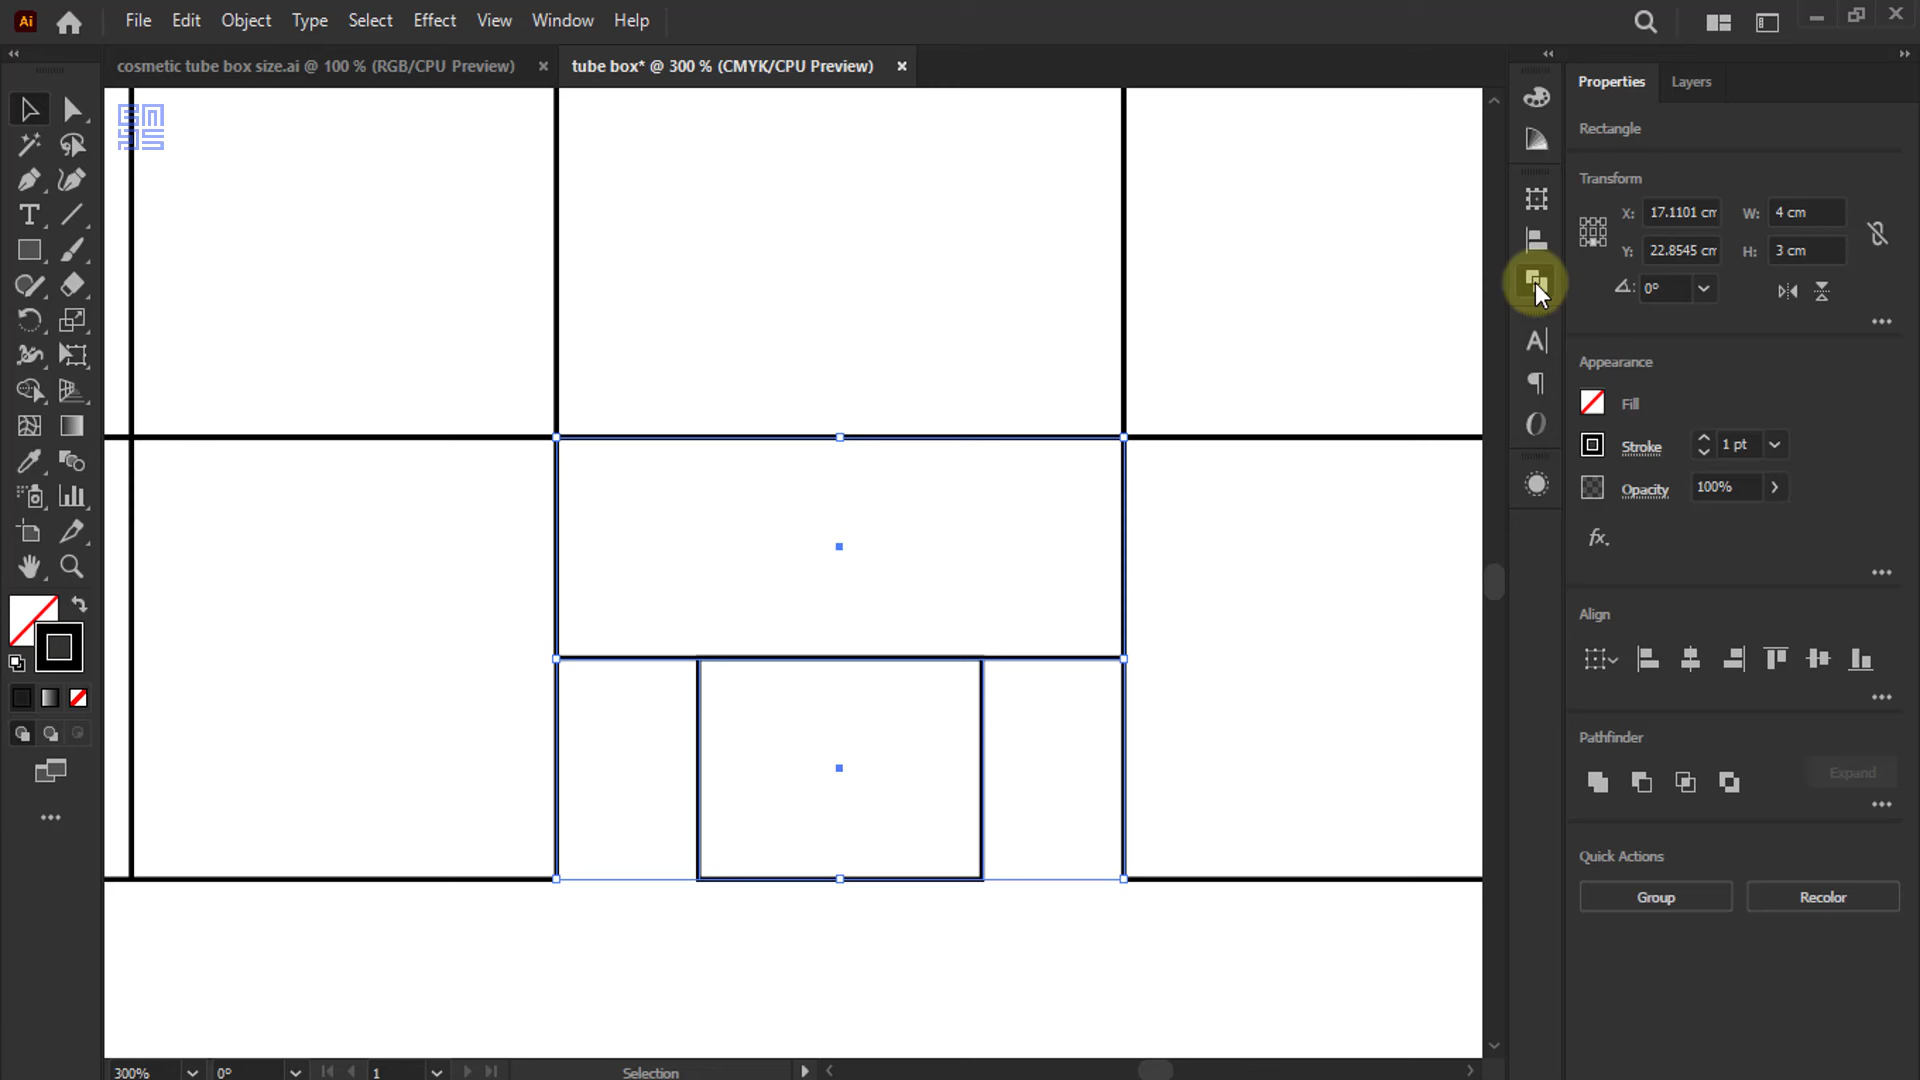 Ai File Edit Object Type Select Effect View Window Help
cosmetic tube box size.ai @ 100 % (RGB/CPU Preview) × tube box* @ 300 % (CMYK/CPU Preview) ×
Properties Layers
Rectangle
Transform
X: 17.1101 cm W: 4 cm
Y: 22.8545 cm H: 3 cm
0°
Appearance
Fill
Stroke 1 pt
Opacity 100%
fx.
Align
Pathfinder
Expand
Quick Actions
Group Recolor
300% 0° 1 Selection